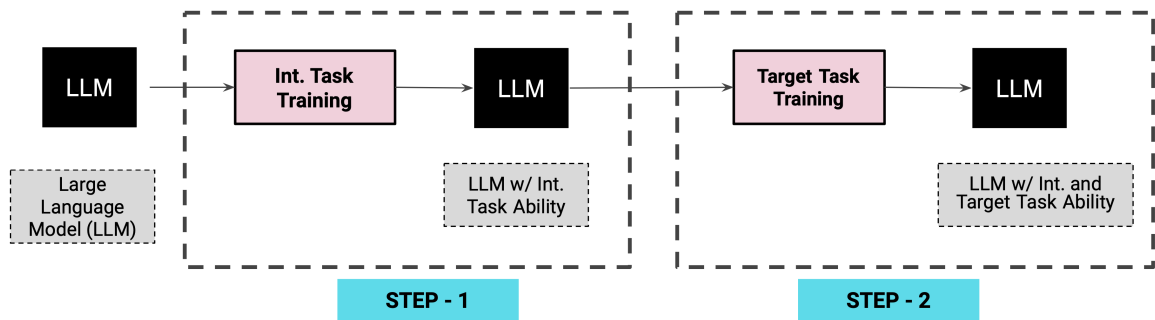 LLM
Int. Task
Training
LLM
Target Task
Training
LLM
Large
Language
Model (LLM)
LLM w/ Int.
Task Ability
LLM w/ Int. and
Target Task Ability
STEP - 1
STEP - 2